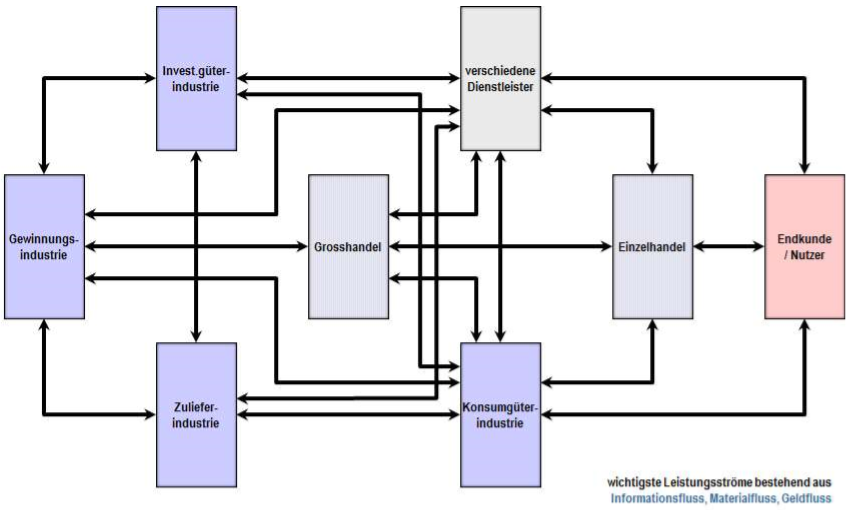 Invest.güter-
industrie
verschiedene
Dienstleister
Gewinnungs-
industrie
Grosshandel
Einzelhandel
Endkunde
/ Nutzer
Zuliefer-
industrie
Konsumgüter-
industrie
wichtigste Leistungsströme bestehend aus
Informationsfluss, Materialfluss, Geldfluss